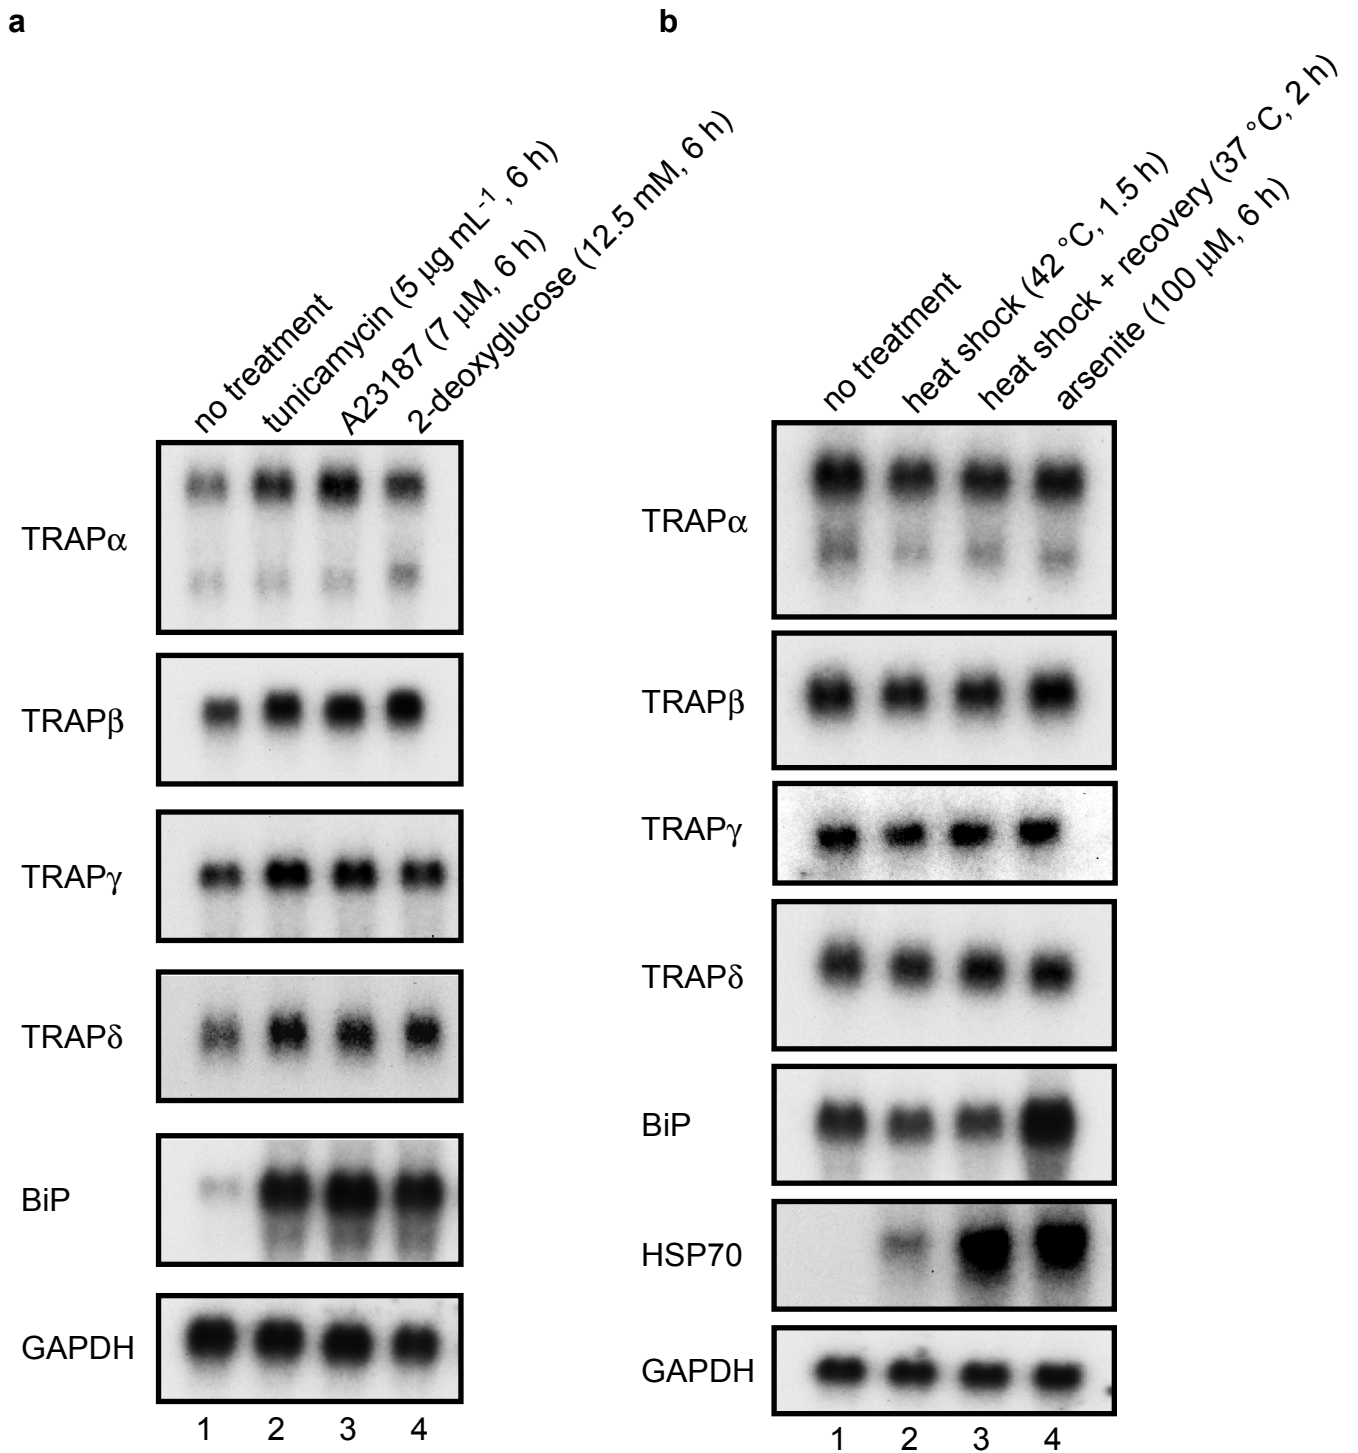 a
no treatment
tunicamycin (5 μg mL⁻¹, 6 h)
A23187 (7 μM, 6 h)
2-deoxyglucose (12.5 mM, 6 h)
TRAPα
TRAPβ
TRAPγ
TRAPδ
BiP
GAPDH
1 2 3 4
b
no treatment
heat shock (42 °C, 1.5 h)
heat shock + recovery (37 °C, 2 h)
arsenite (100 μM, 6 h)
TRAPα
TRAPβ
TRAPγ
TRAPδ
BiP
HSP70
GAPDH
1 2 3 4